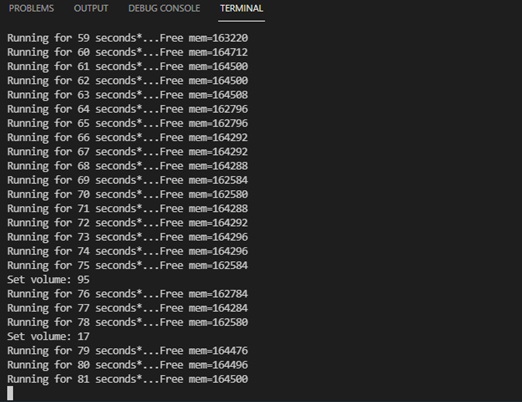 PROBLEMS OUTPUT DEBUG CONSOLE TERMINAL
Running for 59 seconds*...Free mem=163220
Running for 60 seconds*...Free mem=164712
Running for 61 seconds*...Free mem=164500
Running for 62 seconds*...Free mem=164500
Running for 63 seconds*...Free mem=164508
Running for 64 seconds*...Free mem=162796
Running for 65 seconds*...Free mem=162796
Running for 66 seconds*...Free mem=164292
Running for 67 seconds*...Free mem=164292
Running for 68 seconds*...Free mem=164288
Running for 69 seconds*...Free mem=162584
Running for 70 seconds*...Free mem=162580
Running for 71 seconds*...Free mem=164288
Running for 72 seconds*...Free mem=164292
Running for 73 seconds*...Free mem=164296
Running for 74 seconds*...Free mem=164296
Running for 75 seconds*...Free mem=162584
Set volume: 95
Running for 76 seconds*...Free mem=162784
Running for 77 seconds*...Free mem=164284
Running for 78 seconds*...Free mem=162580
Set volume: 17
Running for 79 seconds*...Free mem=164476
Running for 80 seconds*...Free mem=164496
Running for 81 seconds*...Free mem=164500